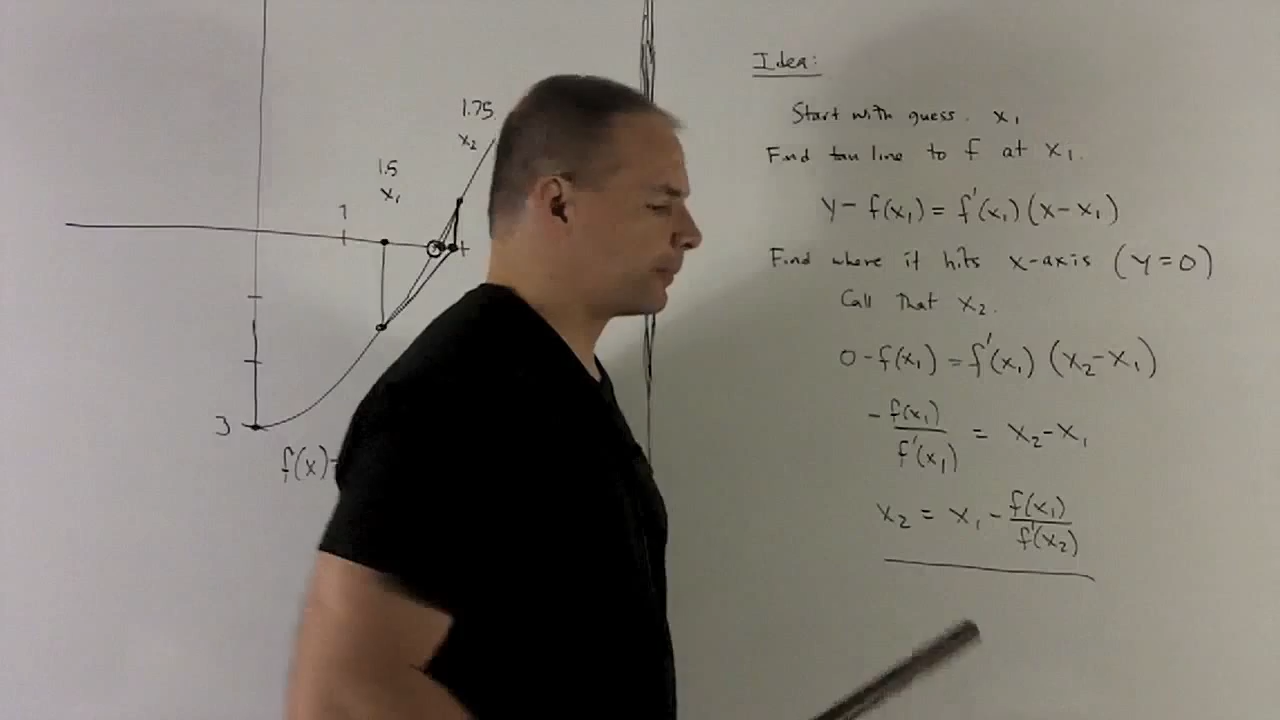 1.75
x₂
1.5
x₁
1
3
f(x)
Idea:
Start with guess. x₁
Find tan line to f at x₁.
y - f(x₁) = f'(x₁)(x - x₁)
Find where it hits x-axis (y=0)
Call that x₂.
0 - f(x₁) = f'(x₁) (x₂ - x₁)
- f(x₁)/f'(x₁) = x₂ - x₁
x₂ = x₁ - f(x₁)/f'(x₂)